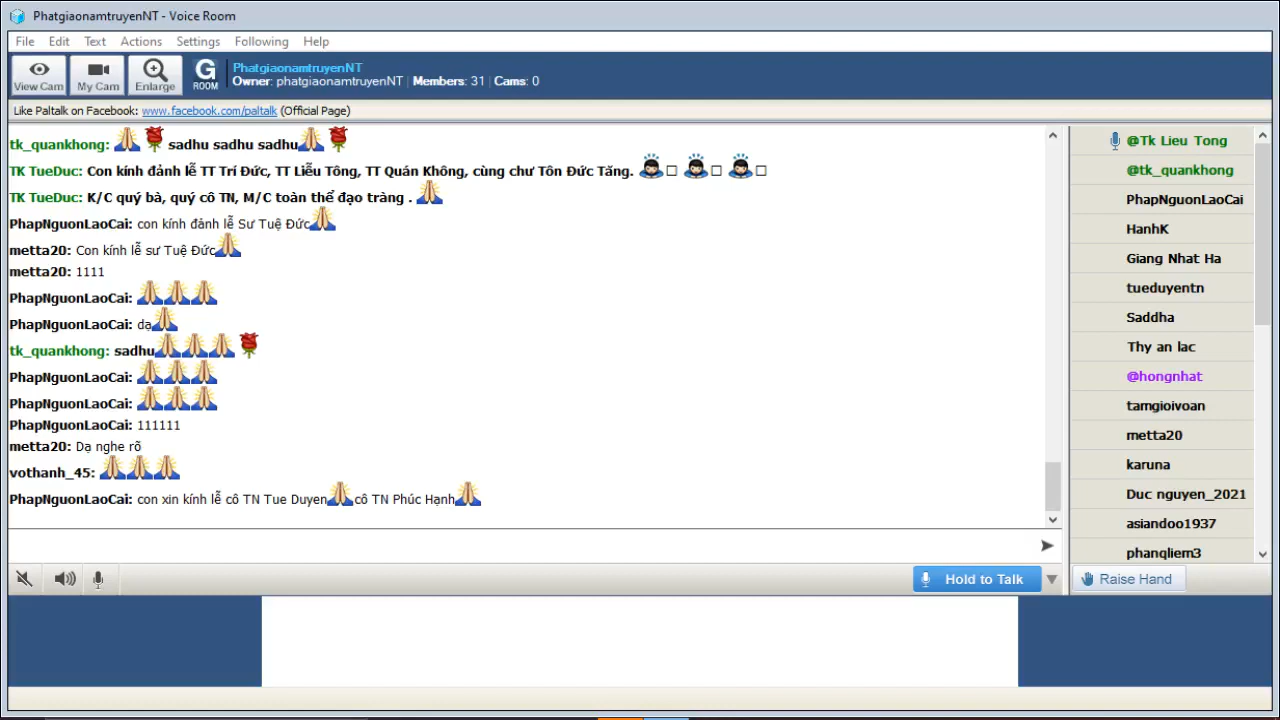 PhatgiaonamtruyenNT - Voice Room
File Edit Text Actions Settings Following Help
View Cam My Cam Enlarge G ROOM
PhatgiaonamtruyenNT
Owner: phatgiaonamtruyenNT | Members: 31 | Cams: 0
Like Paltalk on Facebook: www.facebook.com/paltalk (Official Page)
tk_quankhong: sadhu sadhu sadhu
TK TueDuc: Con kính đảnh lễ TT Trí Đức, TT Liễu Tông, TT Quán Không, cùng chư Tôn Đức Tăng.
TK TueDuc: K/C quý bà, quý cô TN, M/C toàn thể đạo tràng .
PhapNguonLaoCai: con kính đảnh lễ Sư Tuệ Đức
metta20: Con kính lễ sư Tuệ Đức
metta20: 1111
PhapNguonLaoCai:
PhapNguonLaoCai: dạ
tk_quankhong: sadhu
PhapNguonLaoCai:
PhapNguonLaoCai:
PhapNguonLaoCai: 111111
metta20: Dạ nghe rõ
vothanh_45:
PhapNguonLaoCai: con xin kính lễ cô TN Tue Duyen cô TN Phúc Hạnh
@Tk Lieu Tong
@tk_quankhong
PhapNguonLaoCai
HanhK
Giang Nhat Ha
tueduyentn
Saddha
Thy an lac
@hongnhat
tamgioivoan
metta20
karuna
Duc nguyen_2021
asiandoo1937
phanqliem3
Hold to Talk
Raise Hand